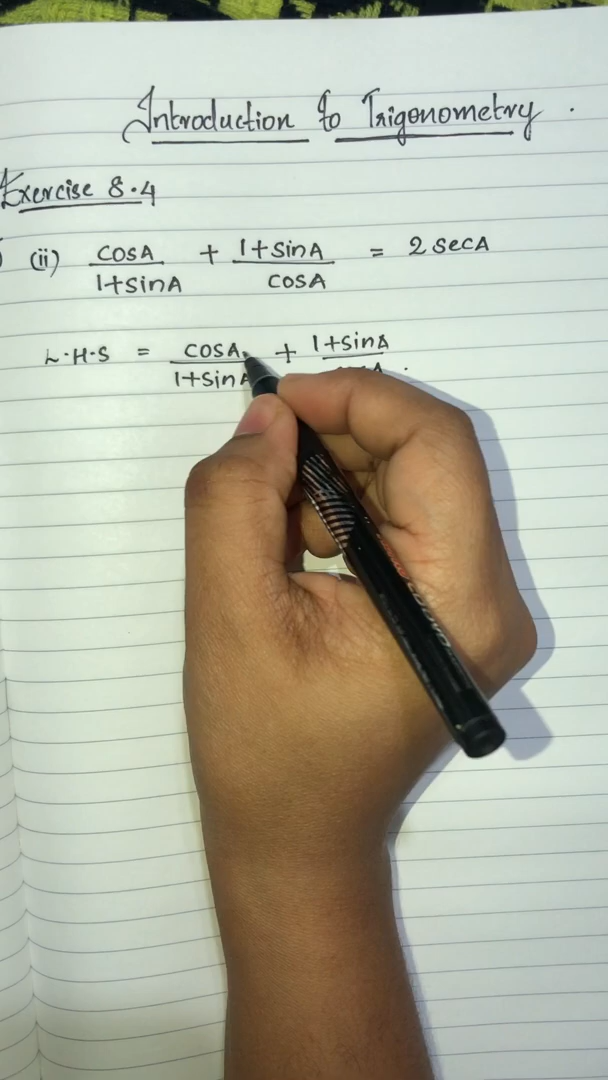 Introduction to Trigonometry.
Exercise 8.4
(ii) cosA/1+sinA + 1+sinA/cosA = 2 secA
L.H.S = cosA/1+sinA + 1+sinA/